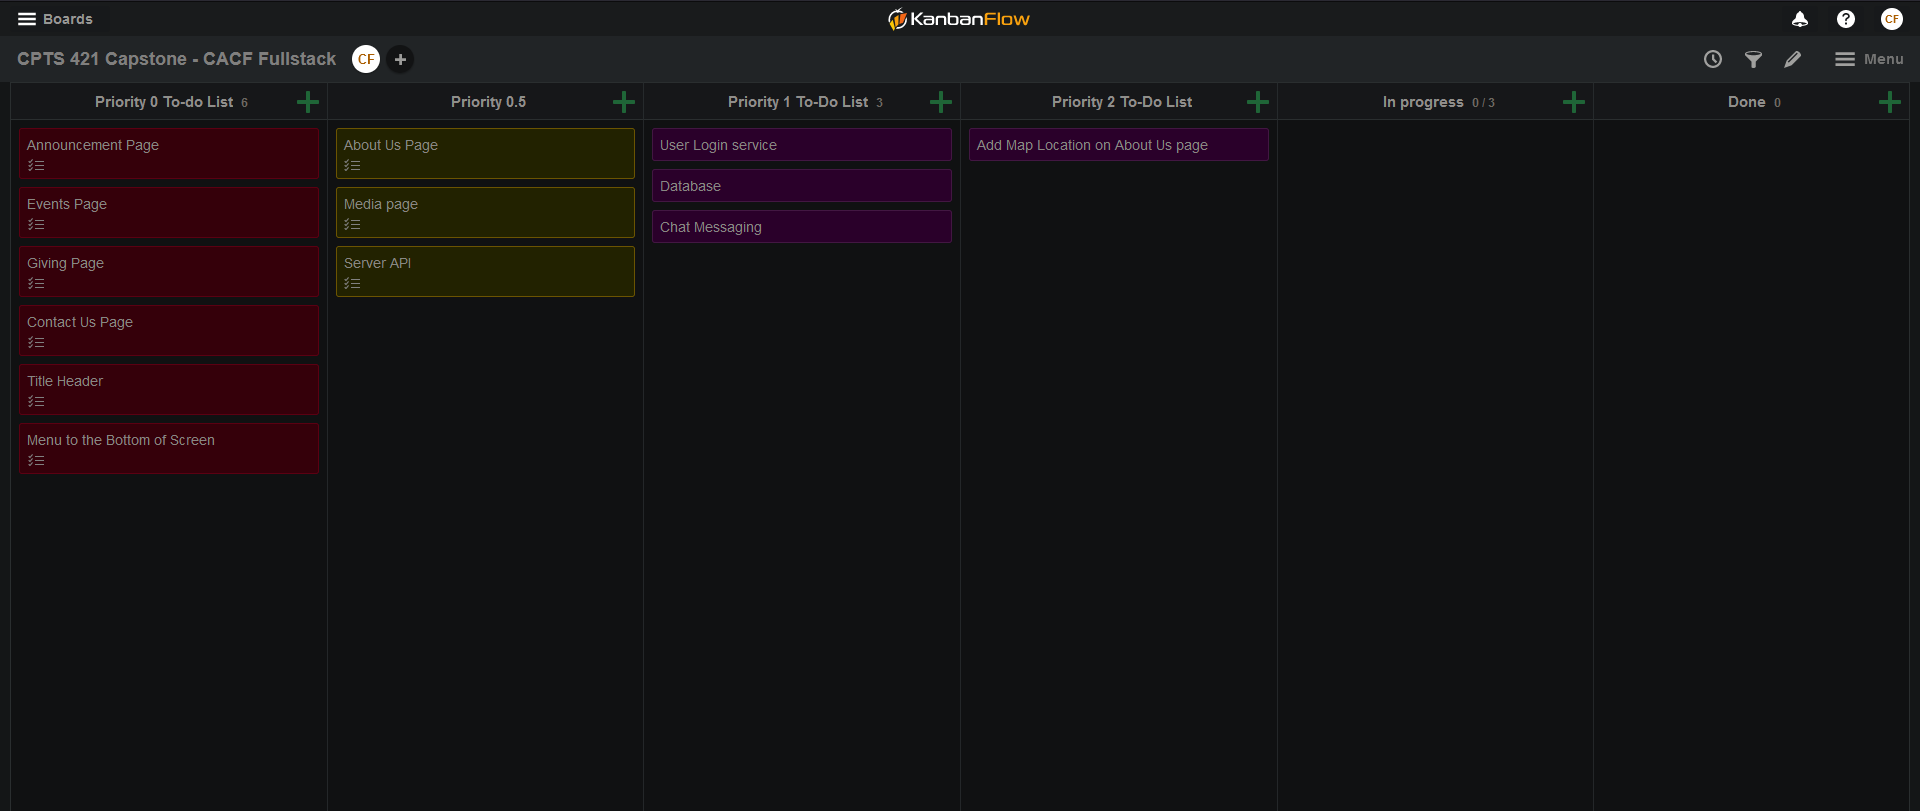 Boards
KanbanFlow
CF
CPTS 421 Capstone - CACF Fullstack
CF
Menu
Priority 0 To-do List 6
Announcement Page
Events Page
Giving Page
Contact Us Page
Title Header
Menu to the Bottom of Screen
Priority 0.5
About Us Page
Media page
Server API
Priority 1 To-Do List 3
User Login service
Database
Chat Messaging
Priority 2 To-Do List
Add Map Location on About Us page
In progress 0 / 3
Done 0